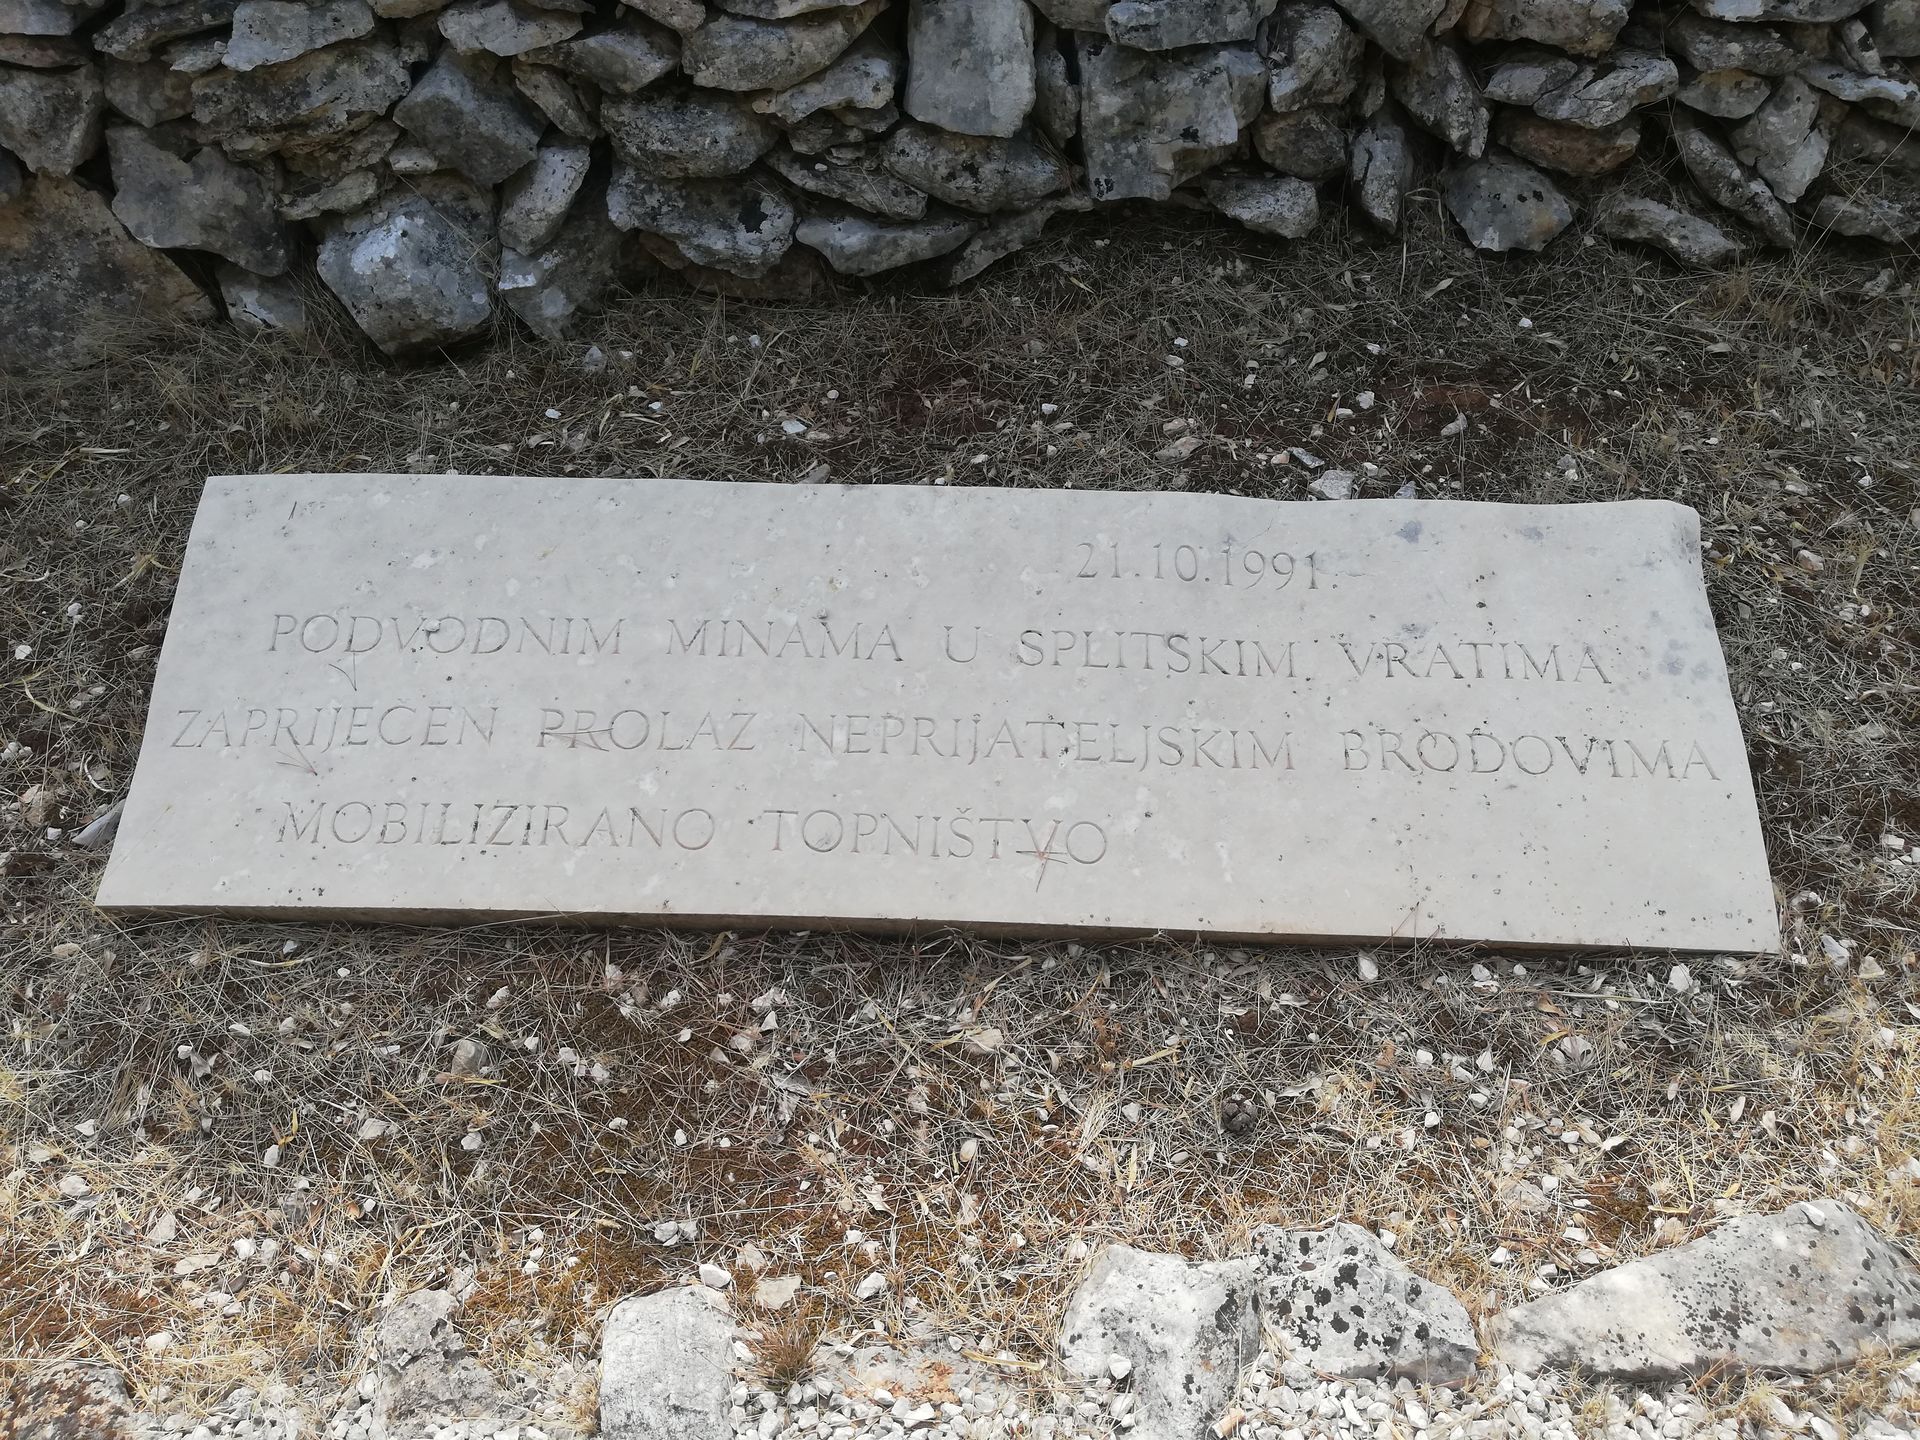 21.10.1991.
PODVODNIM MINAMA U SPLITSKIM VRATIMA
ZAPRIJEČEN PROLAZ NEPRIJATELJSKIM BRODOVIMA
MOBILIZIRANO TOPNIŠTVO